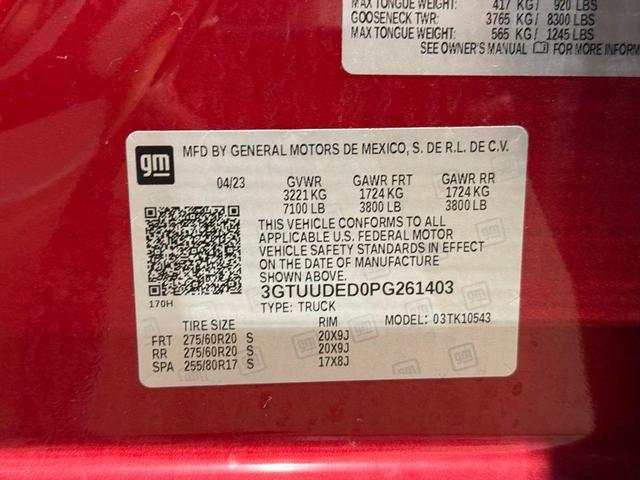 MAX TONGUE WEIGHT: 417 KG/ 920 LBS
GOOSENECK TWR: 3765 KG/ 8300 LBS
MAX TONGUE WEIGHT: 565 KG/ 1245 LBS
SEE OWNER'S MANUAL FOR MORE INFORM
gm MFD BY GENERAL MOTORS DE MEXICO, S. DE R.L. DE C.V.
04/23 GVWR GAWR FRT GAWR RR
3221 KG 1724 KG 1724 KG
7100 LB 3800 LB 3800 LB
THIS VEHICLE CONFORMS TO ALL
APPLICABLE U.S. FEDERAL MOTOR
VEHICLE SAFETY STANDARDS IN EFFECT
ON THE DATE OF MANUFACTURE
SHOWN ABOVE.
3GTUUDED0PG261403
170H TYPE: TRUCK
TIRE SIZE RIM MODEL: 03TK10543
FRT 275/60R20 S 20X9J
RR 275/60R20 S 20X9J
SPA 255/80R17 S 17X8J